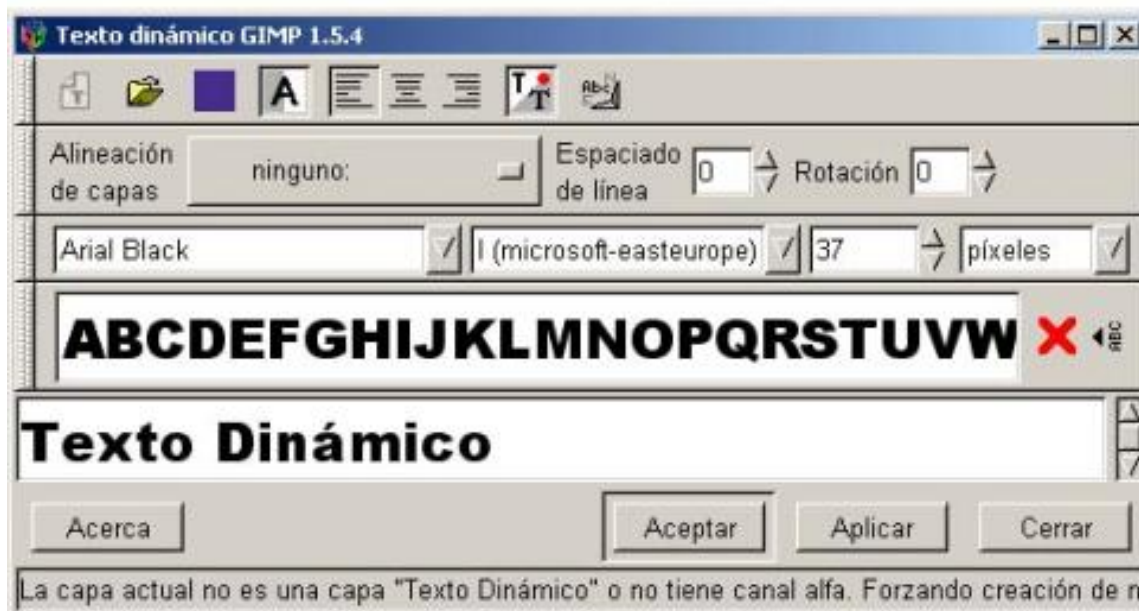 Texto dinámico GIMP 1.5.4
Alineación de capas ninguno: Espaciado de línea 0 Rotación 0
Arial Black l (microsoft-easteurope) 37 píxeles
ABCDEFGHIJKLMNOPQRSTUVW
Texto Dinámico
Acerca Aceptar Aplicar Cerrar
La capa actual no es una capa "Texto Dinámico" o no tiene canal alfa. Forzando creación de